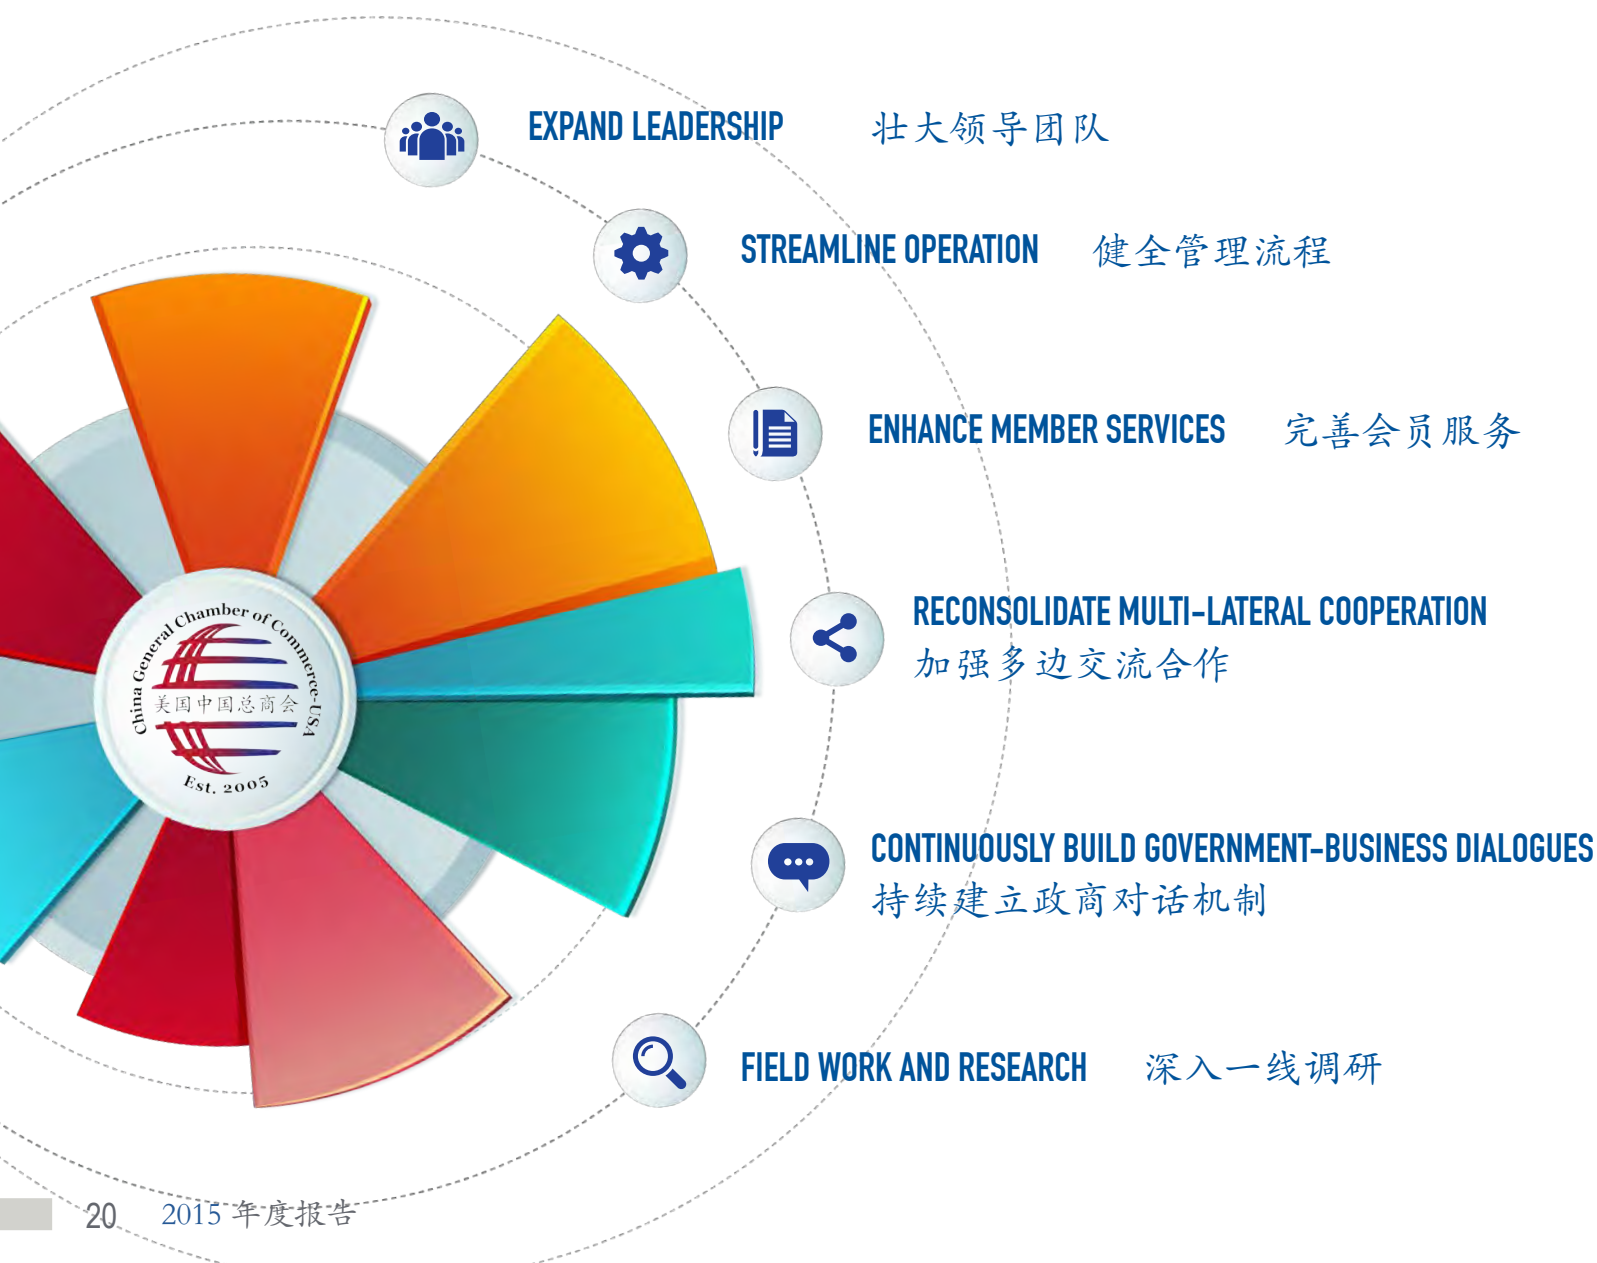 EXPAND LEADERSHIP 壮大领导团队
STREAMLINE OPERATION 健全管理流程
ENHANCE MEMBER SERVICES 完善会员服务
RECONSOLIDATE MULTI-LATERAL COOPERATION
加强多边交流合作
China General Chamber of Commerce-USA
美国中国总商会
Est. 2005
CONTINUOUSLY BUILD GOVERNMENT-BUSINESS DIALOGUES
持续建立政商对话机制
FIELD WORK AND RESEARCH 深入一线调研
20 2015 年度报告